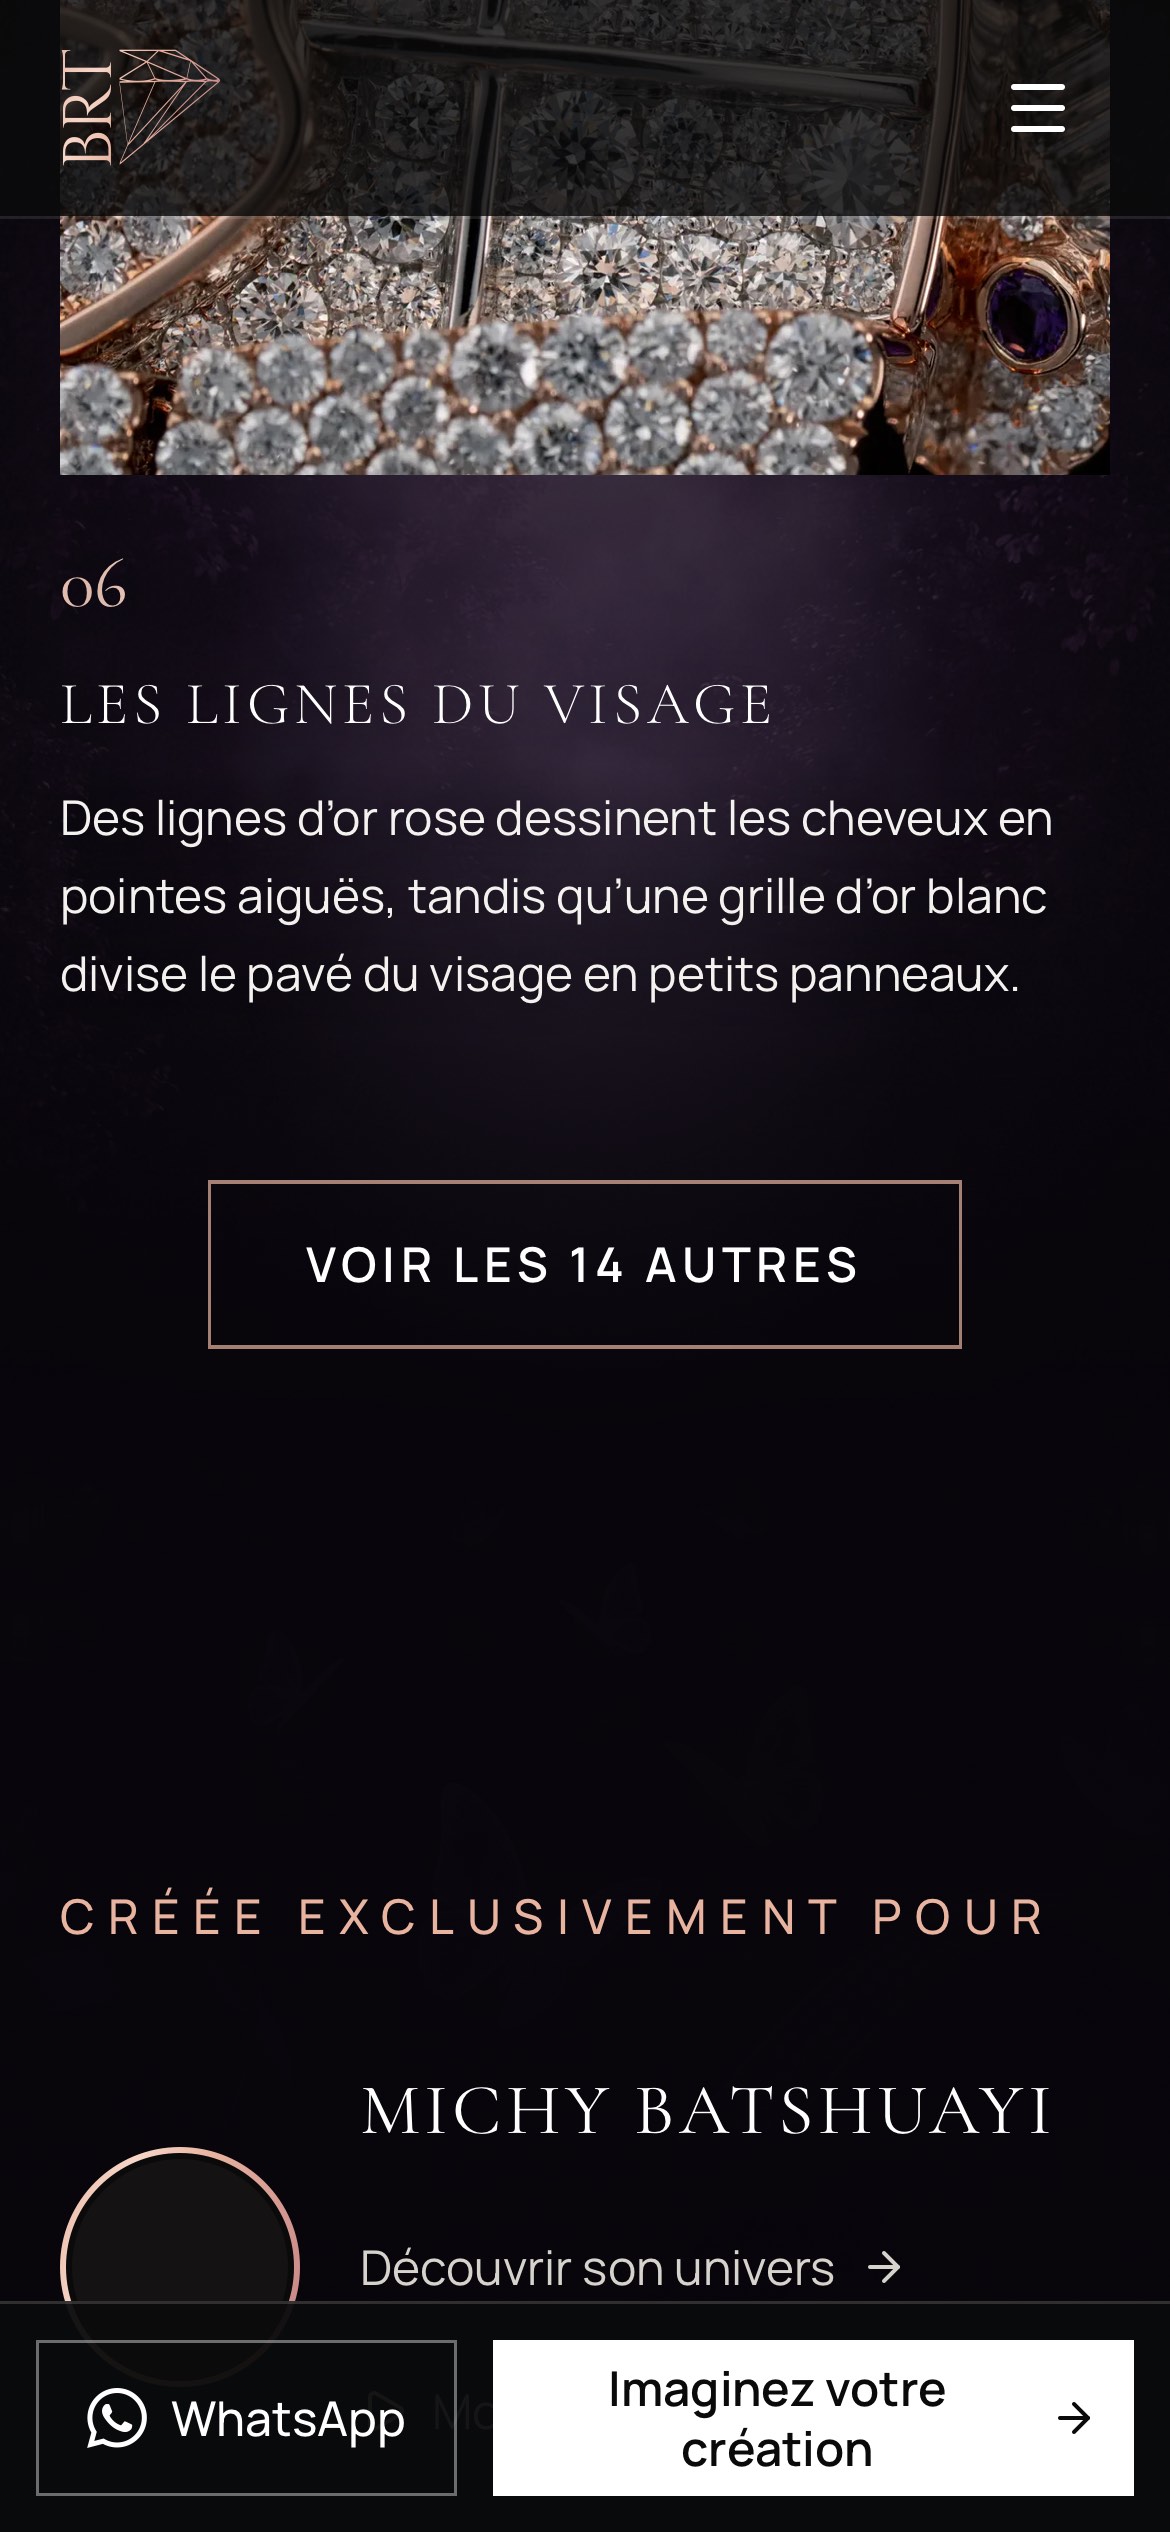 BRT
06
LES LIGNES DU VISAGE
Des lignes d’or rose dessinent les cheveux en
pointes aiguës, tandis qu’une grille d’or blanc
divise le pavé du visage en petits panneaux.
VOIR LES 14 AUTRES
CRÉÉE EXCLUSIVEMENT POUR
MICHY BATSHUAYI
Découvrir son univers
WhatsApp
Imaginez votre
création